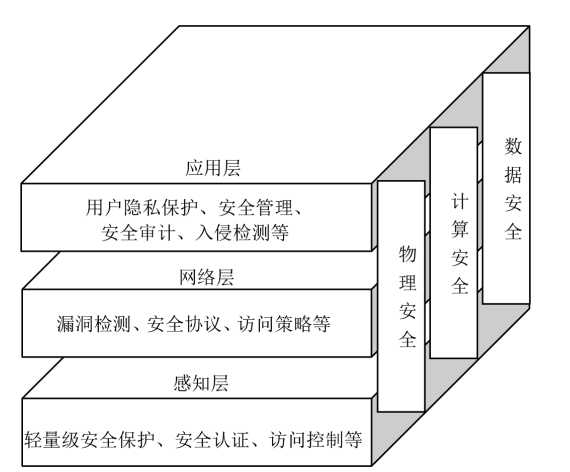 应用层
用户隐私保护、安全管理、
安全审计、入侵检测等
网络层
漏洞检测、安全协议、访问策略等
感知层
轻量级安全保护、安全认证、访问控制等
物理安全
计算安全
数据安全